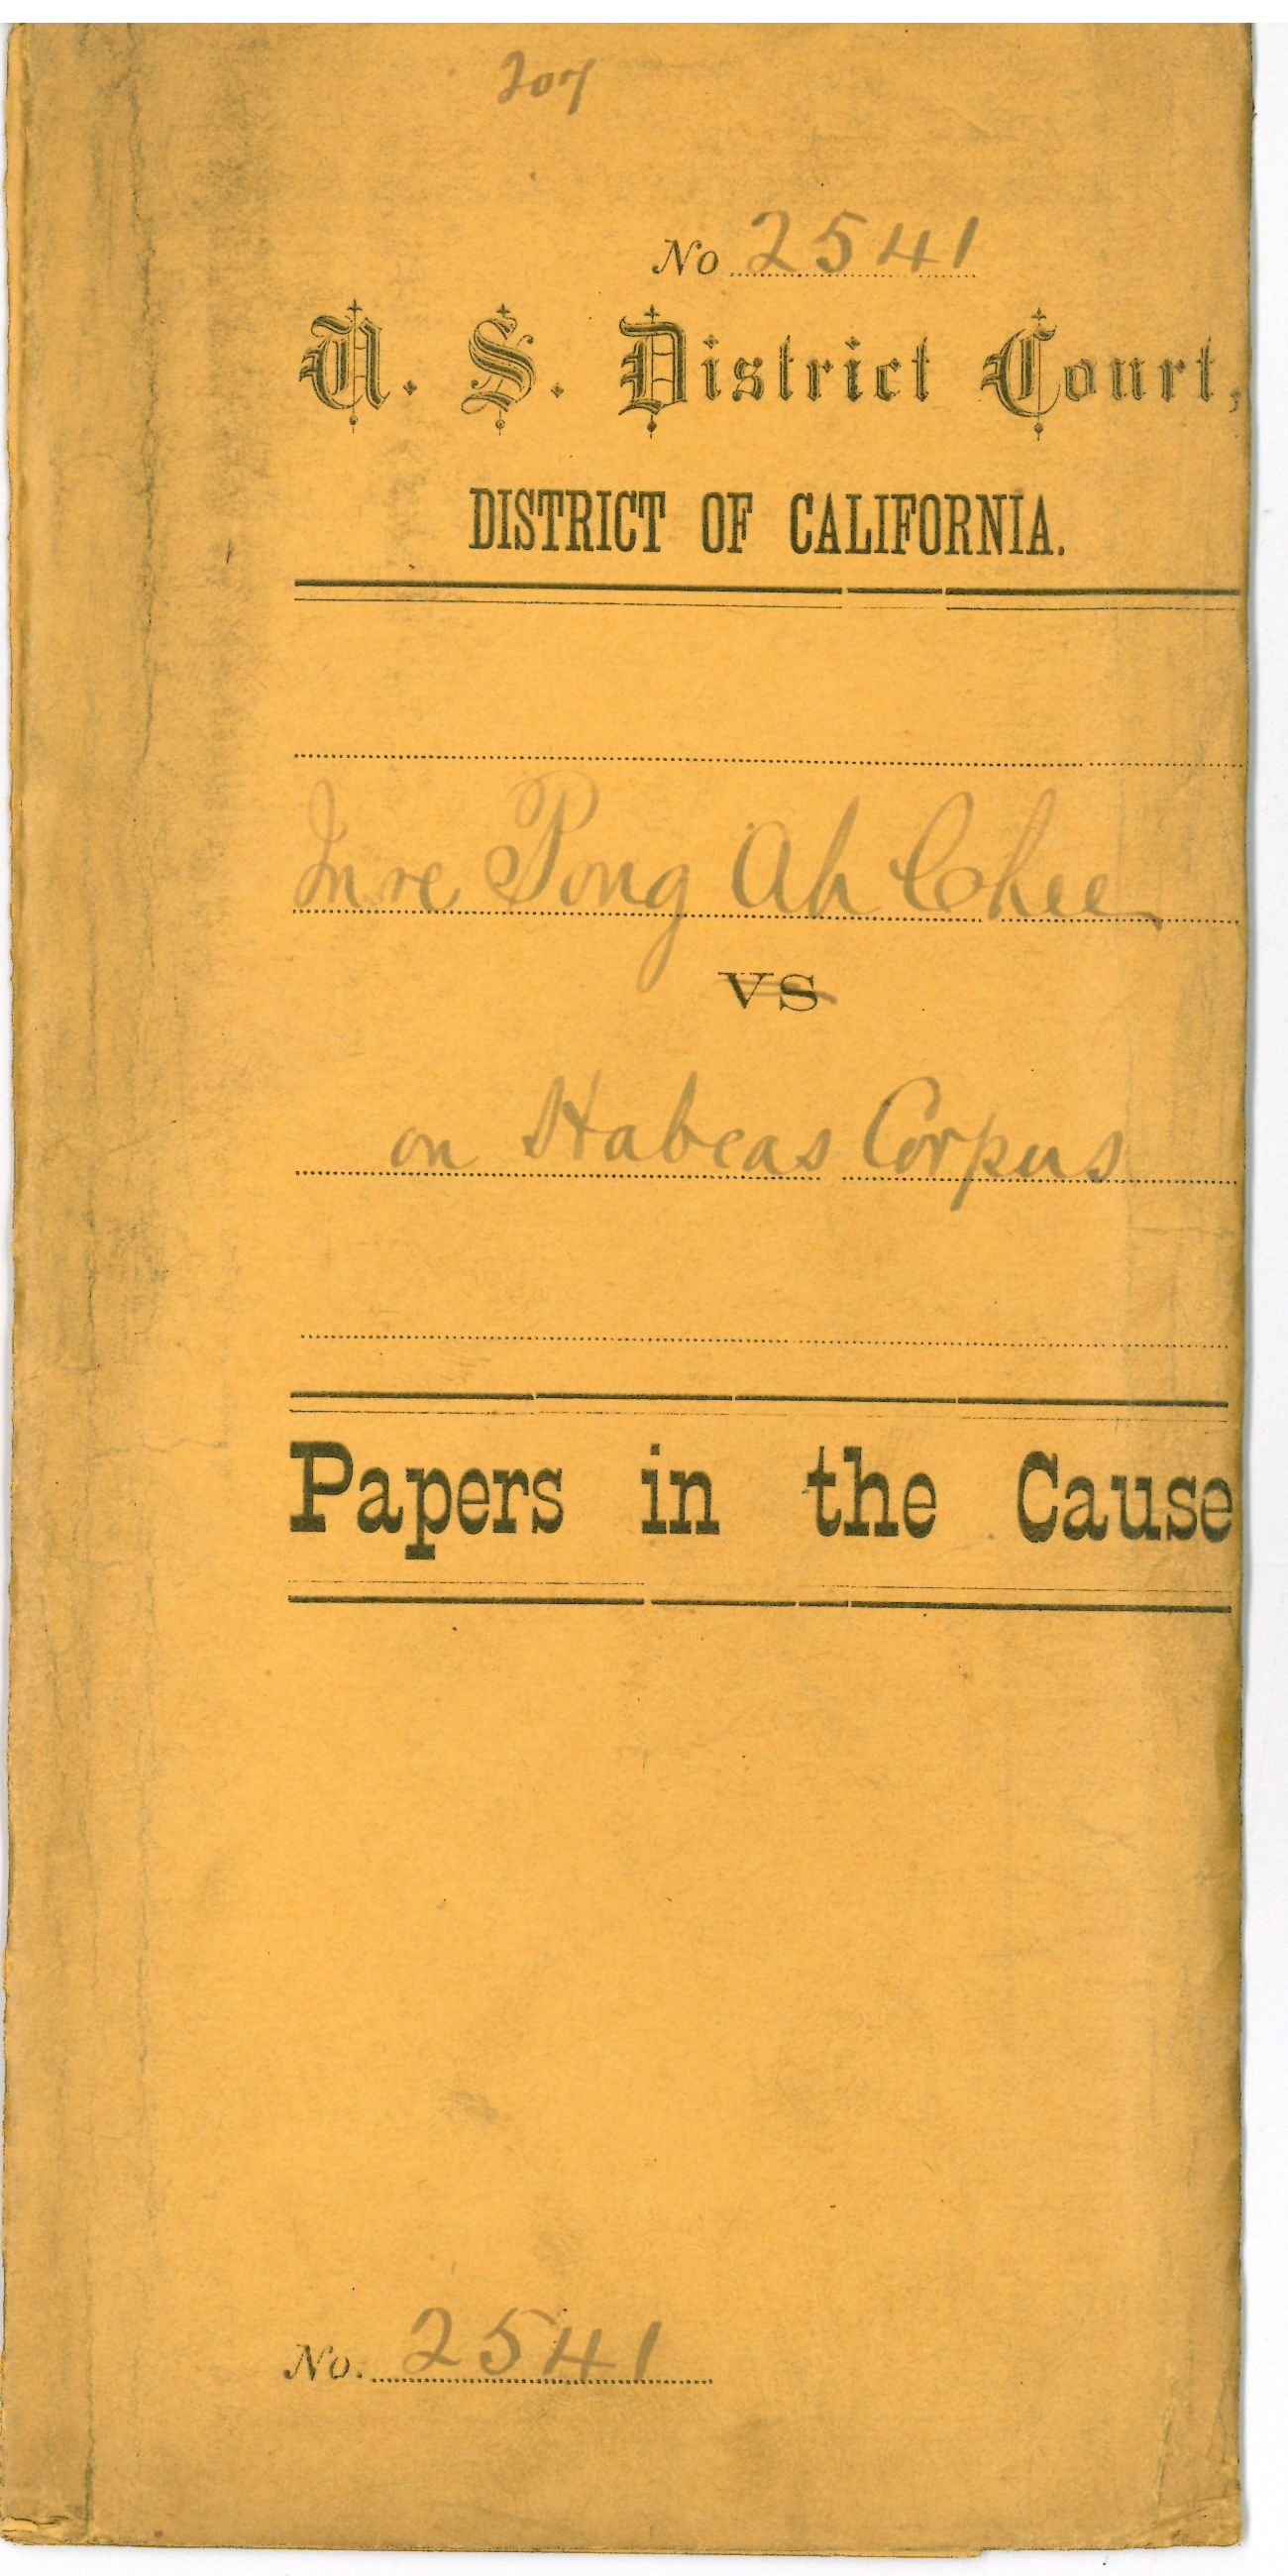 207
No 2541
U. S. District Court,
DISTRICT OF CALIFORNIA.
In re Pong Ah Chee
VS
on Habeas Corpus
Papers in the Cause
No. 2541